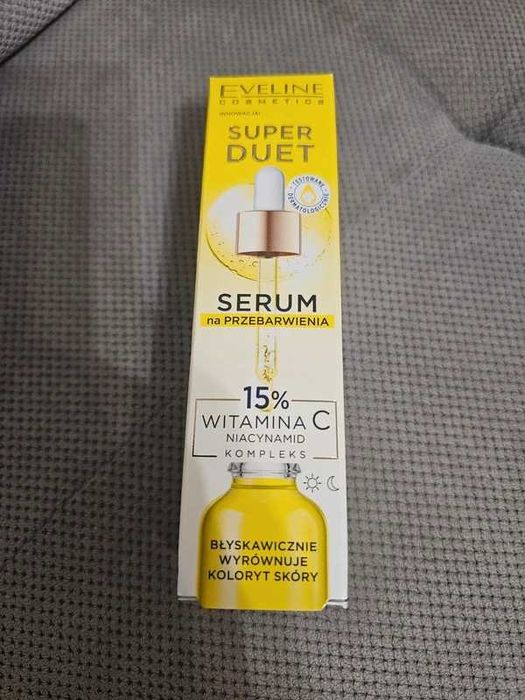 EVELINE
COSMETICS
INNOWACJA!
SUPER
DUET
TESTOWANE
DERMATOLOGICZNIE
SERUM
na PRZEBARWIENIA
15%
WITAMINA C
NIACYNAMID
KOMPLEKS
BŁYSKAWICZNIE
WYRÓWNUJE
KOLORYT SKÓRY